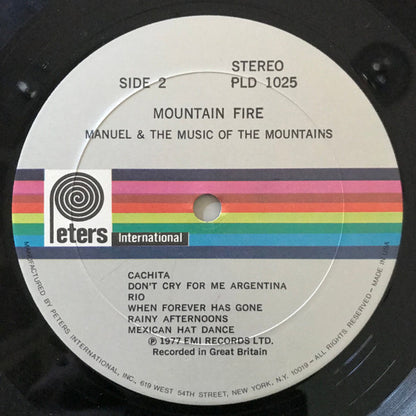 STEREO
SIDE 2 PLD 1025
MOUNTAIN FIRE
MANUEL & THE MUSIC OF THE MOUNTAINS
Peters International
CACHITA
DON'T CRY FOR ME ARGENTINA
RIO
WHEN FOREVER HAS GONE
RAINY AFTERNOONS
MEXICAN HAT DANCE
℗ 1977 EMI RECORDS LTD.
Recorded in Great Britain
MANUFACTURED BY PETERS INTERNATIONAL, INC., 619 WEST 54TH STREET, NEW YORK, N.Y. 10019 - ALL RIGHTS RESERVED - MADE IN USA